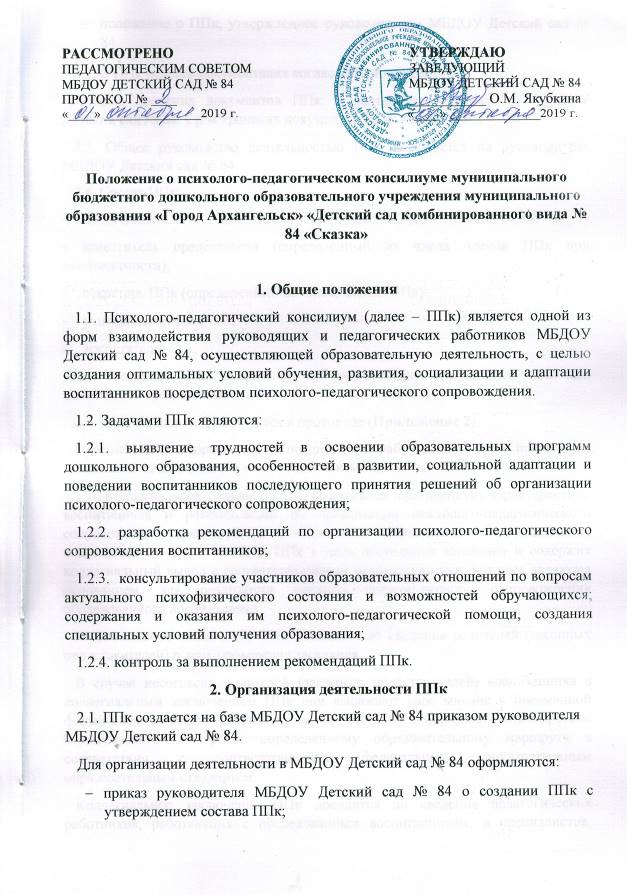 РАССМОТРЕНО
ПЕДАГОГИЧЕСКИМ СОВЕТОМ
МБДОУ ДЕТСКИЙ САД № 84
ПРОТОКОЛ № 2
« 01 » октября 2019 г.
УТВЕРЖДАЮ
ЗАВЕДУЮЩИЙ
МБДОУ ДЕТСКИЙ САД № 84
О.М. Якубкина
« » октября 2019 г.
Положение о психолого-педагогическом консилиуме муниципального
бюджетного дошкольного образовательного учреждения муниципального
образования «Город Архангельск» «Детский сад комбинированного вида №
84 «Сказка»
1. Общие положения
1.1. Психолого-педагогический консилиум (далее – ППк) является одной из
форм взаимодействия руководящих и педагогических работников МБДОУ
Детский сад № 84, осуществляющей образовательную деятельность, с целью
создания оптимальных условий обучения, развития, социализации и адаптации
воспитанников посредством психолого-педагогического сопровождения.
1.2. Задачами ППк являются:
1.2.1. выявление трудностей в освоении образовательных программ
дошкольного образования, особенностей в развитии, социальной адаптации и
поведении воспитанников последующего принятия решений об организации
психолого-педагогического сопровождения;
1.2.2. разработка рекомендаций по организации психолого-педагогического
сопровождения воспитанников;
1.2.3. консультирование участников образовательных отношений по вопросам
актуального психофизического состояния и возможностей обручающихся;
содержания и оказания им психолого-педагогической помощи, создания
специальных условий получения образования;
1.2.4. контроль за выполнением рекомендаций ППк.
2. Организация деятельности ППк
2.1. ППк создается на базе МБДОУ Детский сад № 84 приказом руководителя
МБДОУ Детский сад № 84.
Для организации деятельности в МБДОУ Детский сад № 84 оформляются:
– приказ руководителя МБДОУ Детский сад № 84 о создании ППк с
утверждением состава ППк;